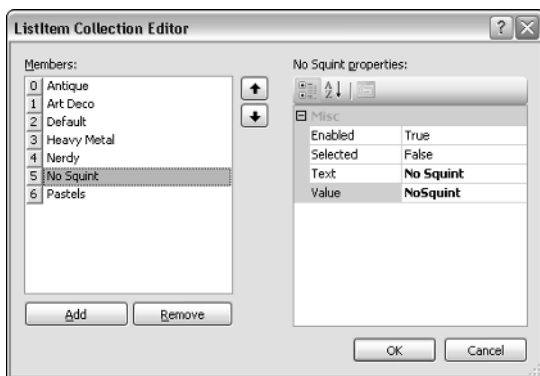 ListItem Collection Editor
Members:
0 Antique
1 Art Deco
2 Default
3 Heavy Metal
4 Nerdy
5 No Squint
6 Pastels
Add Remove
No Squint properties:
Misc
Enabled True
Selected False
Text No Squint
Value NoSquint
OK Cancel